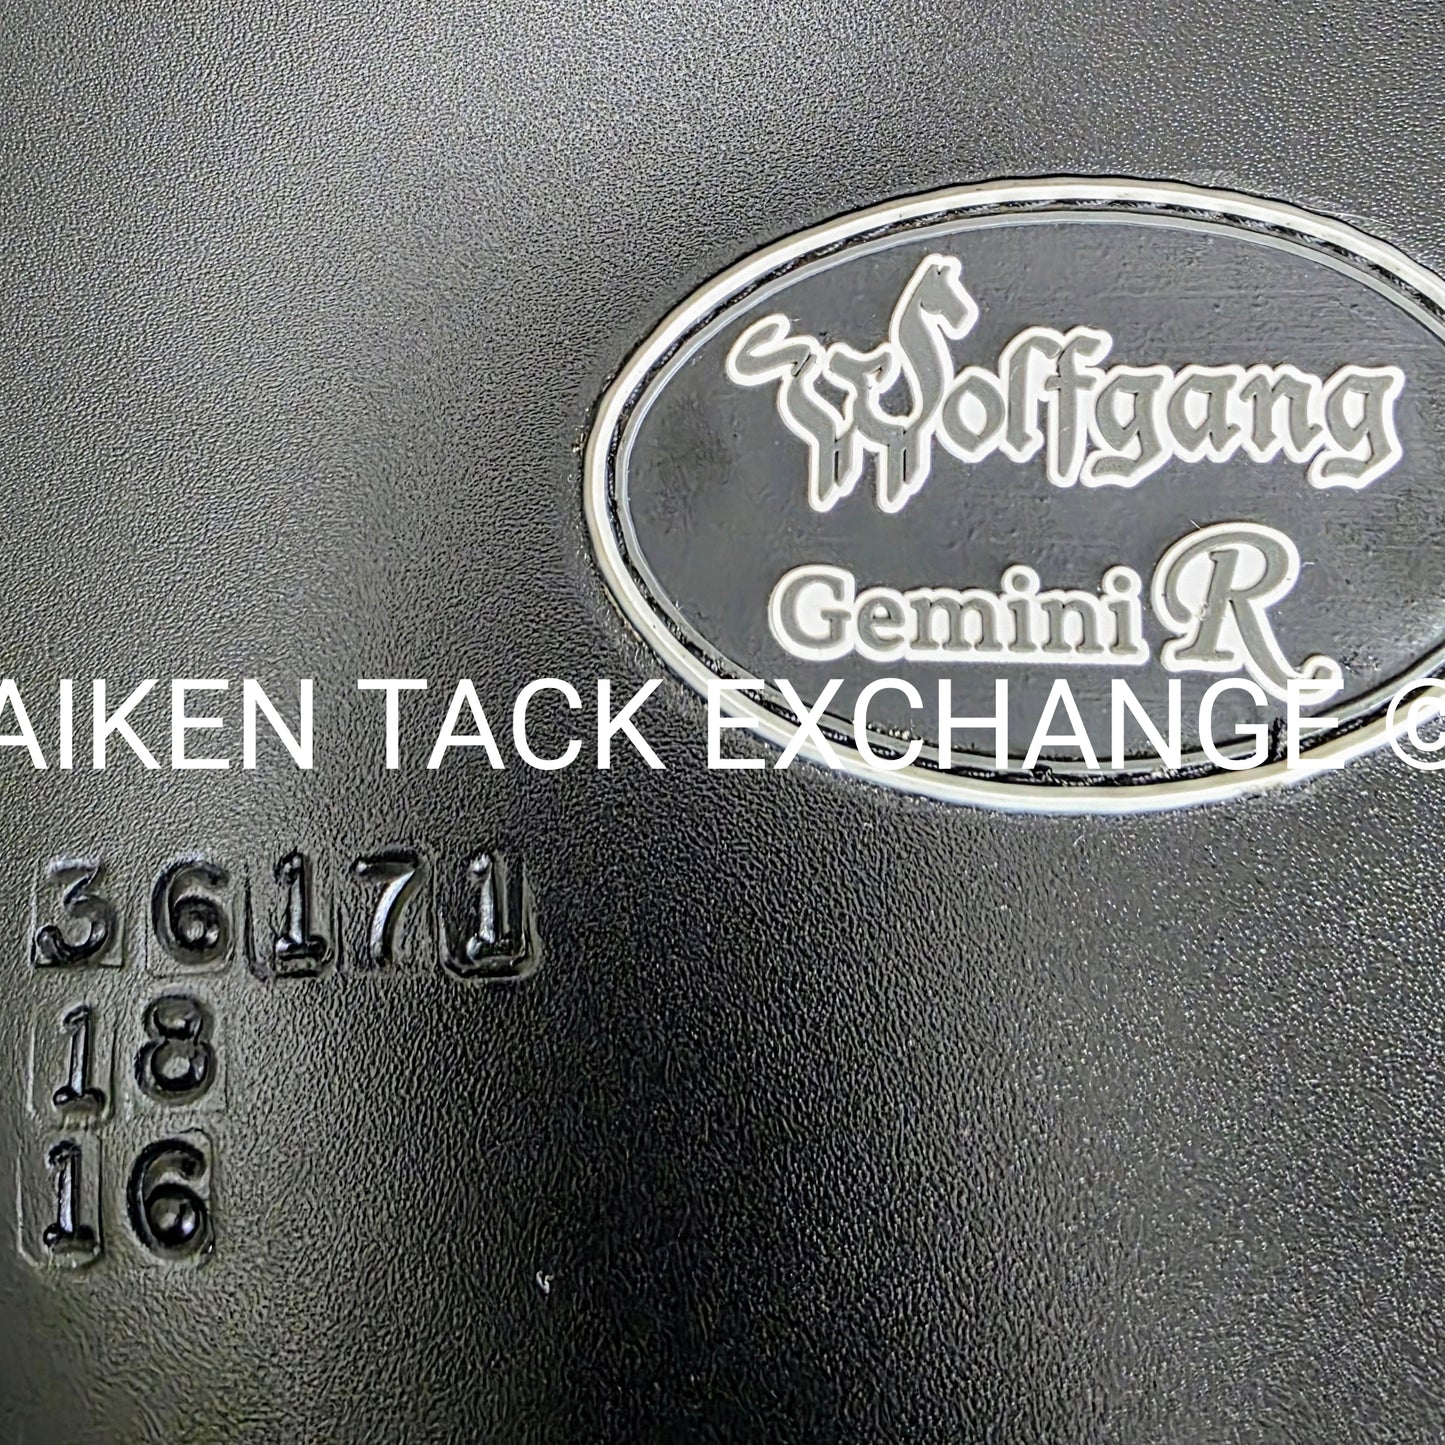 Wolfgang
Gemini R
AIKEN TACK EXCHANGE ©
36171
18
16